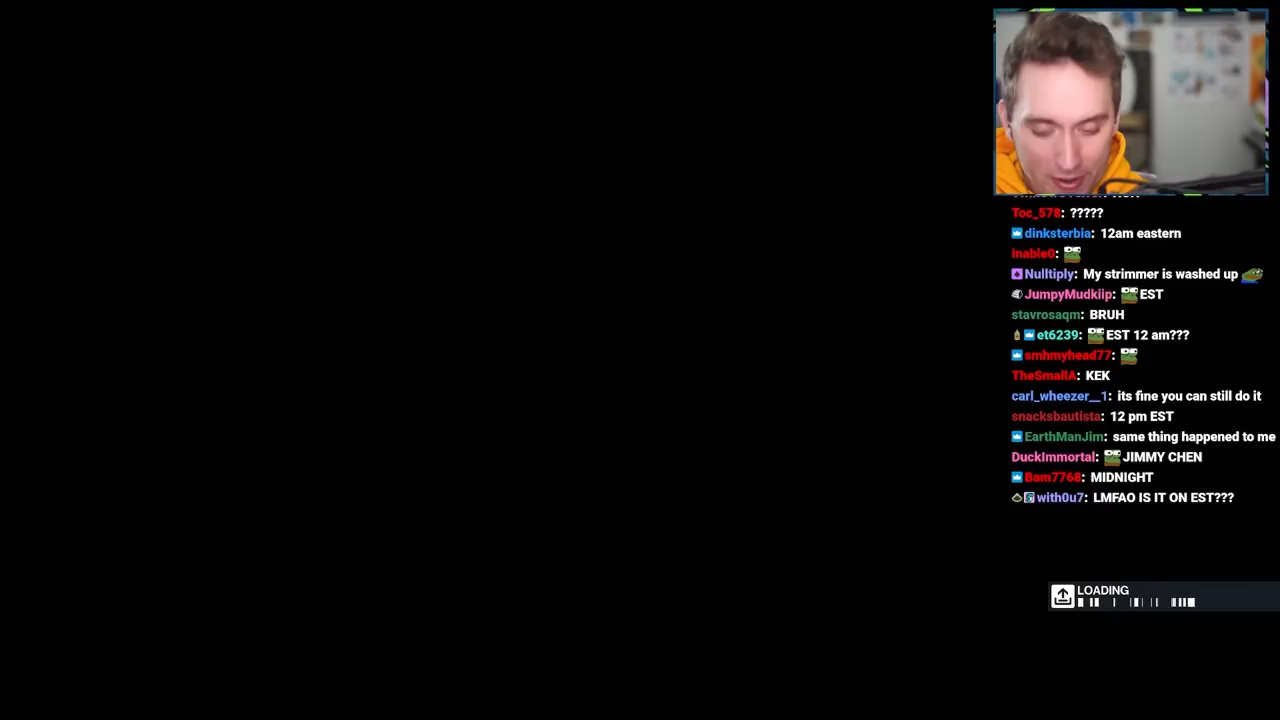 Toc_578: ?????
dinksterbia: 12am eastern
inable0:
Nulltiply: My strimmer is washed up
JumpyMudkiip: EST
stavrosaqm: BRUH
et6239: EST 12 am???
smhmyhead77:
TheSmallA: KEK
carl_wheezer__1: its fine you can still do it
snacksbautista: 12 pm EST
EarthManJim: same thing happened to me
DuckImmortal: JIMMY CHEN
Bam7768: MIDNIGHT
with0u7: LMFAO IS IT ON EST???
LOADING